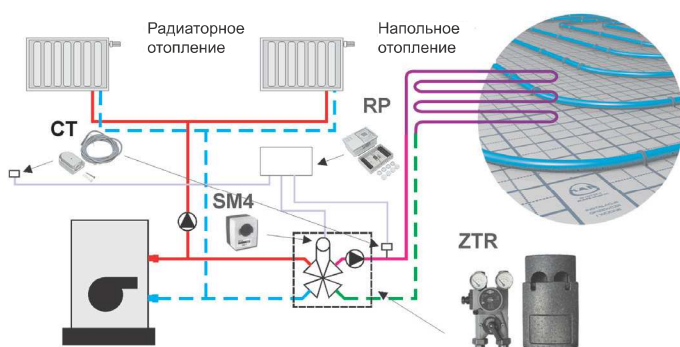 Радиаторное
отопление
Напольное
отопление
CT
RP
SM4
ZTR